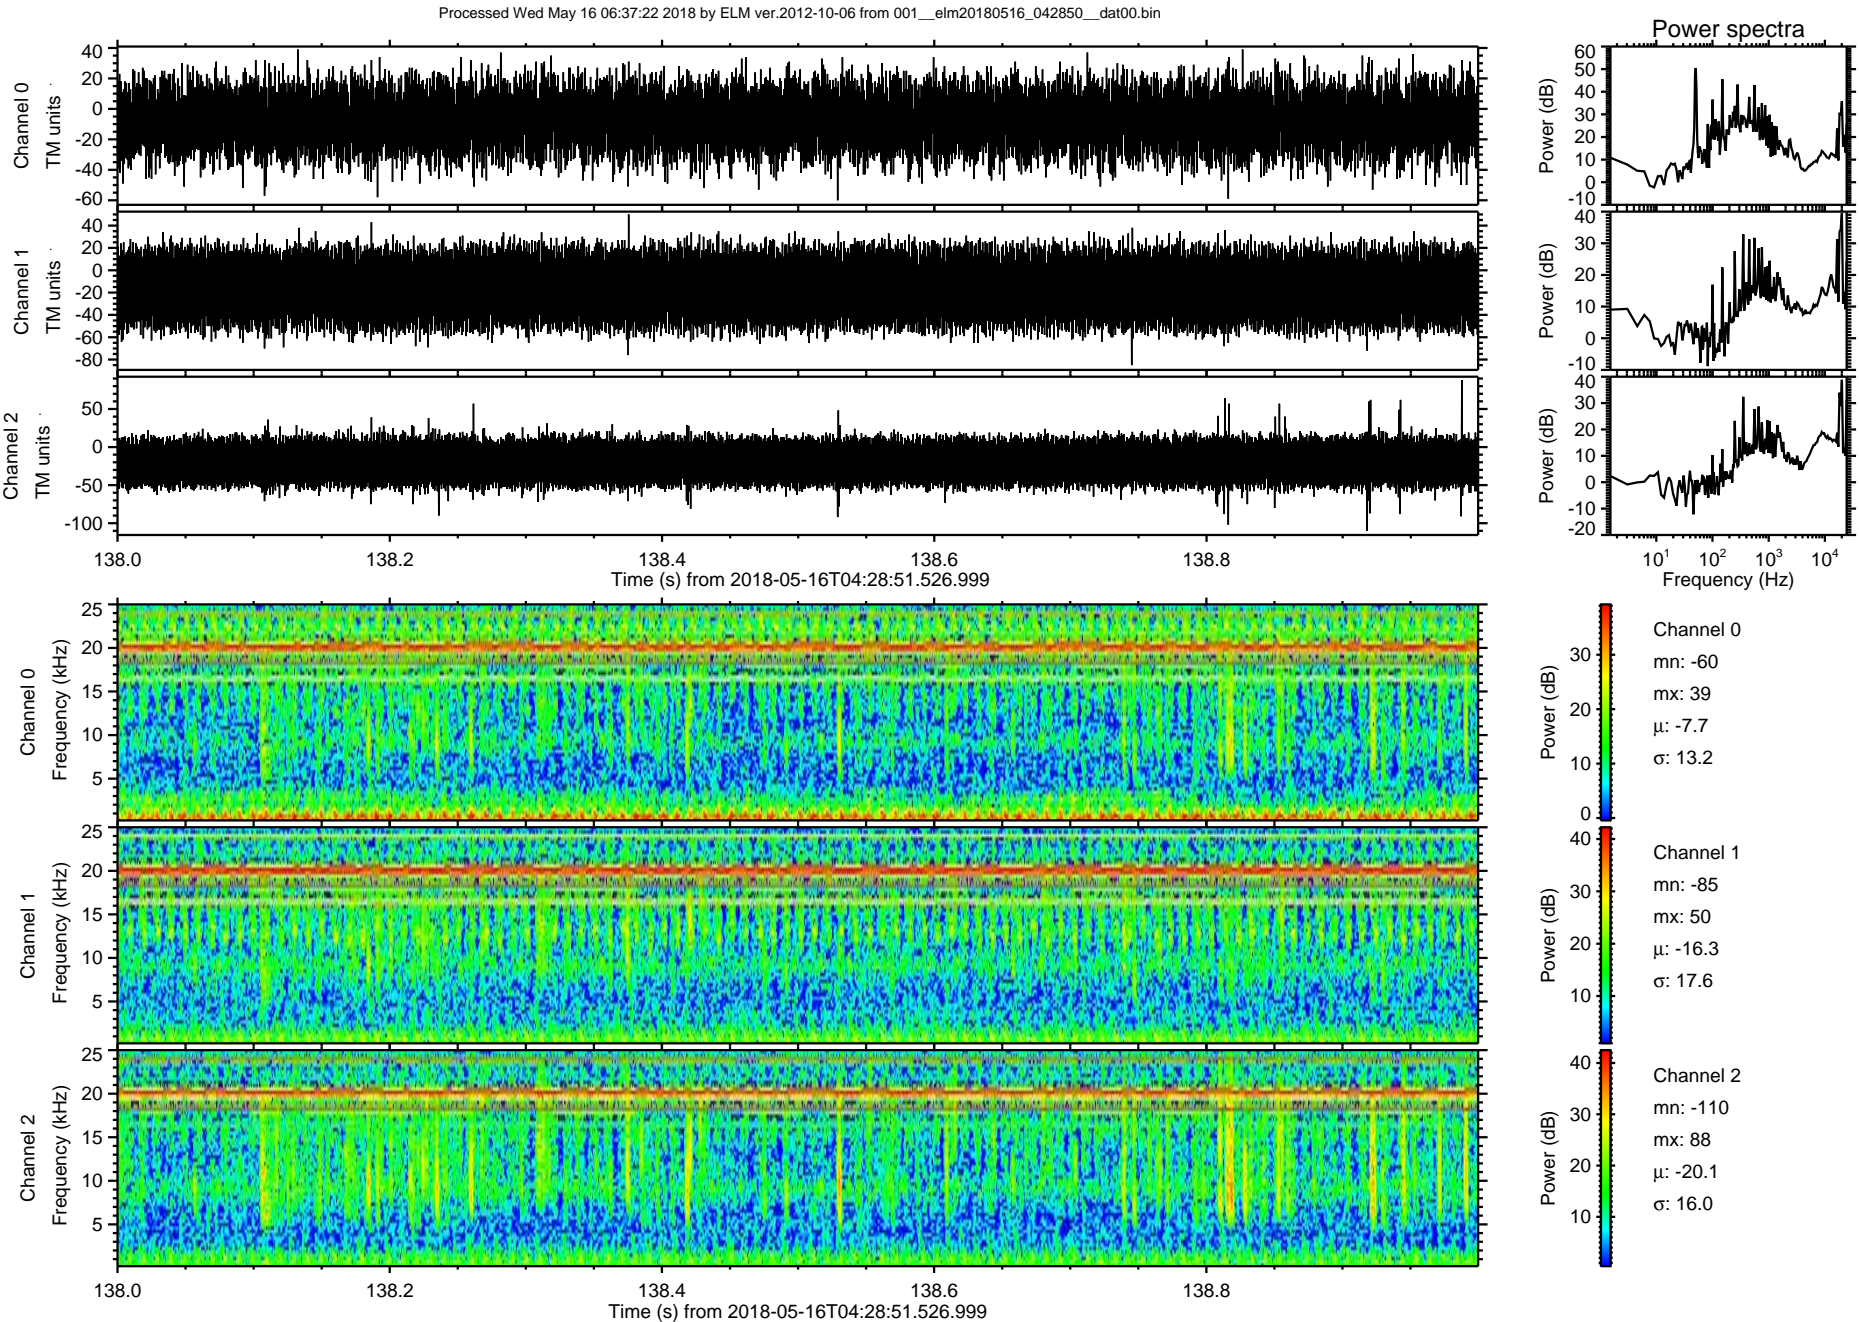 Processed Wed May 16 06:37:22 2018 by ELM ver.2012-10-06 from 001__elm20180516_042850__dat00.bin
Power spectra
Channel 0
TM units
40
20
0
-20
-40
-60
Power (dB)
60
50
40
30
20
10
0
-10
Channel 1
TM units
40
20
0
-20
-40
-60
-80
Power (dB)
40
30
20
10
0
-10
Channel 2
TM units
50
0
-50
-100
Power (dB)
40
30
20
10
0
-10
-20
138.0 138.2 138.4 138.6 138.8
Time (s) from 2018-05-16T04:28:51.526.999
10^1 10^2 10^3 10^4
Frequency (Hz)
Channel 0
Frequency (kHz)
25
20
15
10
5
Power (dB)
30
20
10
0
Channel 0
mn: -60
mx: 39
μ: -7.7
σ: 13.2
Channel 1
Frequency (kHz)
25
20
15
10
5
Power (dB)
40
30
20
10
Channel 1
mn: -85
mx: 50
μ: -16.3
σ: 17.6
Channel 2
Frequency (kHz)
25
20
15
10
5
Power (dB)
40
30
20
10
Channel 2
mn: -110
mx: 88
μ: -20.1
σ: 16.0
138.0 138.2 138.4 138.6 138.8
Time (s) from 2018-05-16T04:28:51.526.999